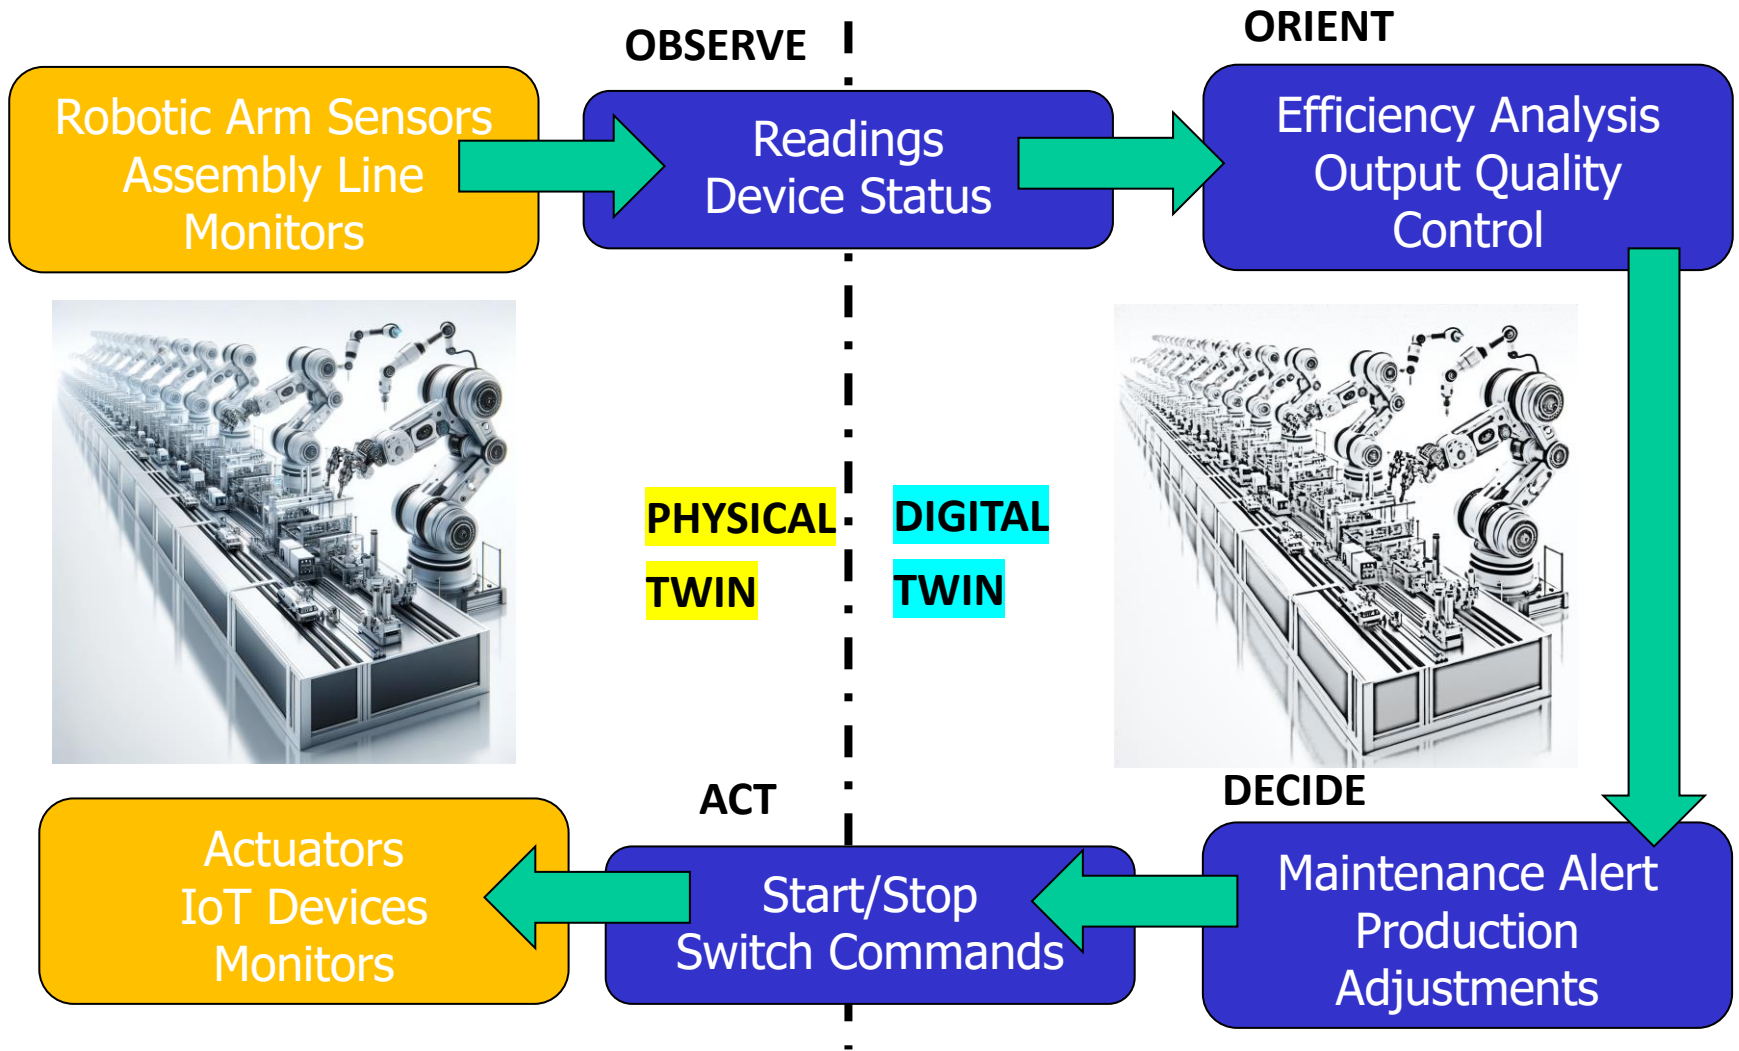 OBSERVE
ORIENT
Robotic Arm Sensors
Assembly Line
Monitors
Readings
Device Status
Efficiency Analysis
Output Quality
Control
PHYSICAL
TWIN
DIGITAL
TWIN
ACT
DECIDE
Actuators
IoT Devices
Monitors
Start/Stop
Switch Commands
Maintenance Alert
Production
Adjustments